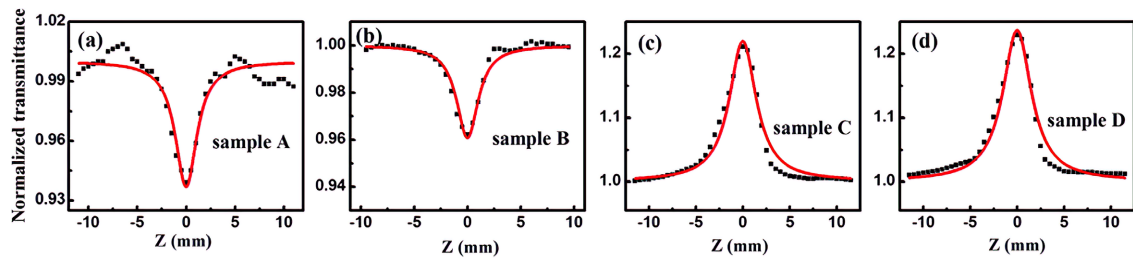 Normalized transmittance
(a)
1.02
0.99
0.96
0.93
sample A
-10 -5 0 5 10
Z (mm)
(b)
1.00
0.98
0.96
0.94
sample B
-10 -5 0 5 10
Z (mm)
(c)
1.2
1.1
1.0
sample C
-10 -5 0 5 10
Z (mm)
(d)
1.2
1.1
1.0
sample D
-10 -5 0 5 10
Z (mm)